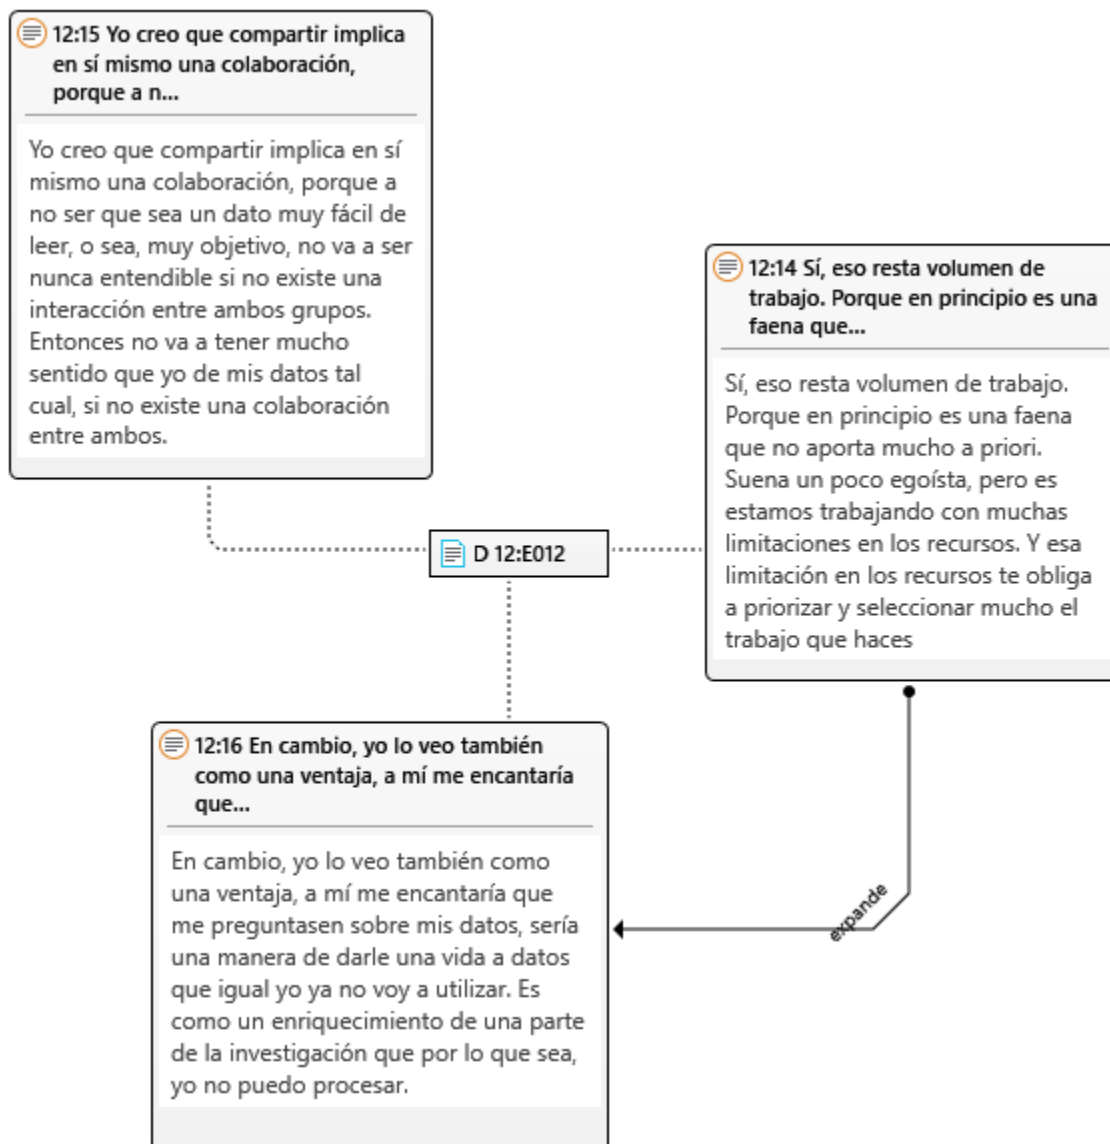 12:15 Yo creo que compartir implica
en sí mismo una colaboración,
porque a n...
Yo creo que compartir implica en sí
mismo una colaboración, porque a
no ser que sea un dato muy fácil de
leer, o sea, muy objetivo, no va a ser
nunca entendible si no existe una
interacción entre ambos grupos.
Entonces no va a tener mucho
sentido que yo de mis datos tal
cual, si no existe una colaboración
entre ambos.
12:14 Sí, eso resta volumen de
trabajo. Porque en principio es una
faena que...
Sí, eso resta volumen de trabajo.
Porque en principio es una faena
que no aporta mucho a priori.
Suena un poco egoísta, pero es
estamos trabajando con muchas
limitaciones en los recursos. Y esa
limitación en los recursos te obliga
a priorizar y seleccionar mucho el
trabajo que haces
D 12:E012
12:16 En cambio, yo lo veo también
como una ventaja, a mí me encantaría
que...
En cambio, yo lo veo también como
una ventaja, a mí me encantaría que
me preguntasen sobre mis datos, sería
una manera de darle una vida a datos
que igual yo ya no voy a utilizar. Es
como un enriquecimiento de una parte
de la investigación que por lo que sea,
yo no puedo procesar.
expande